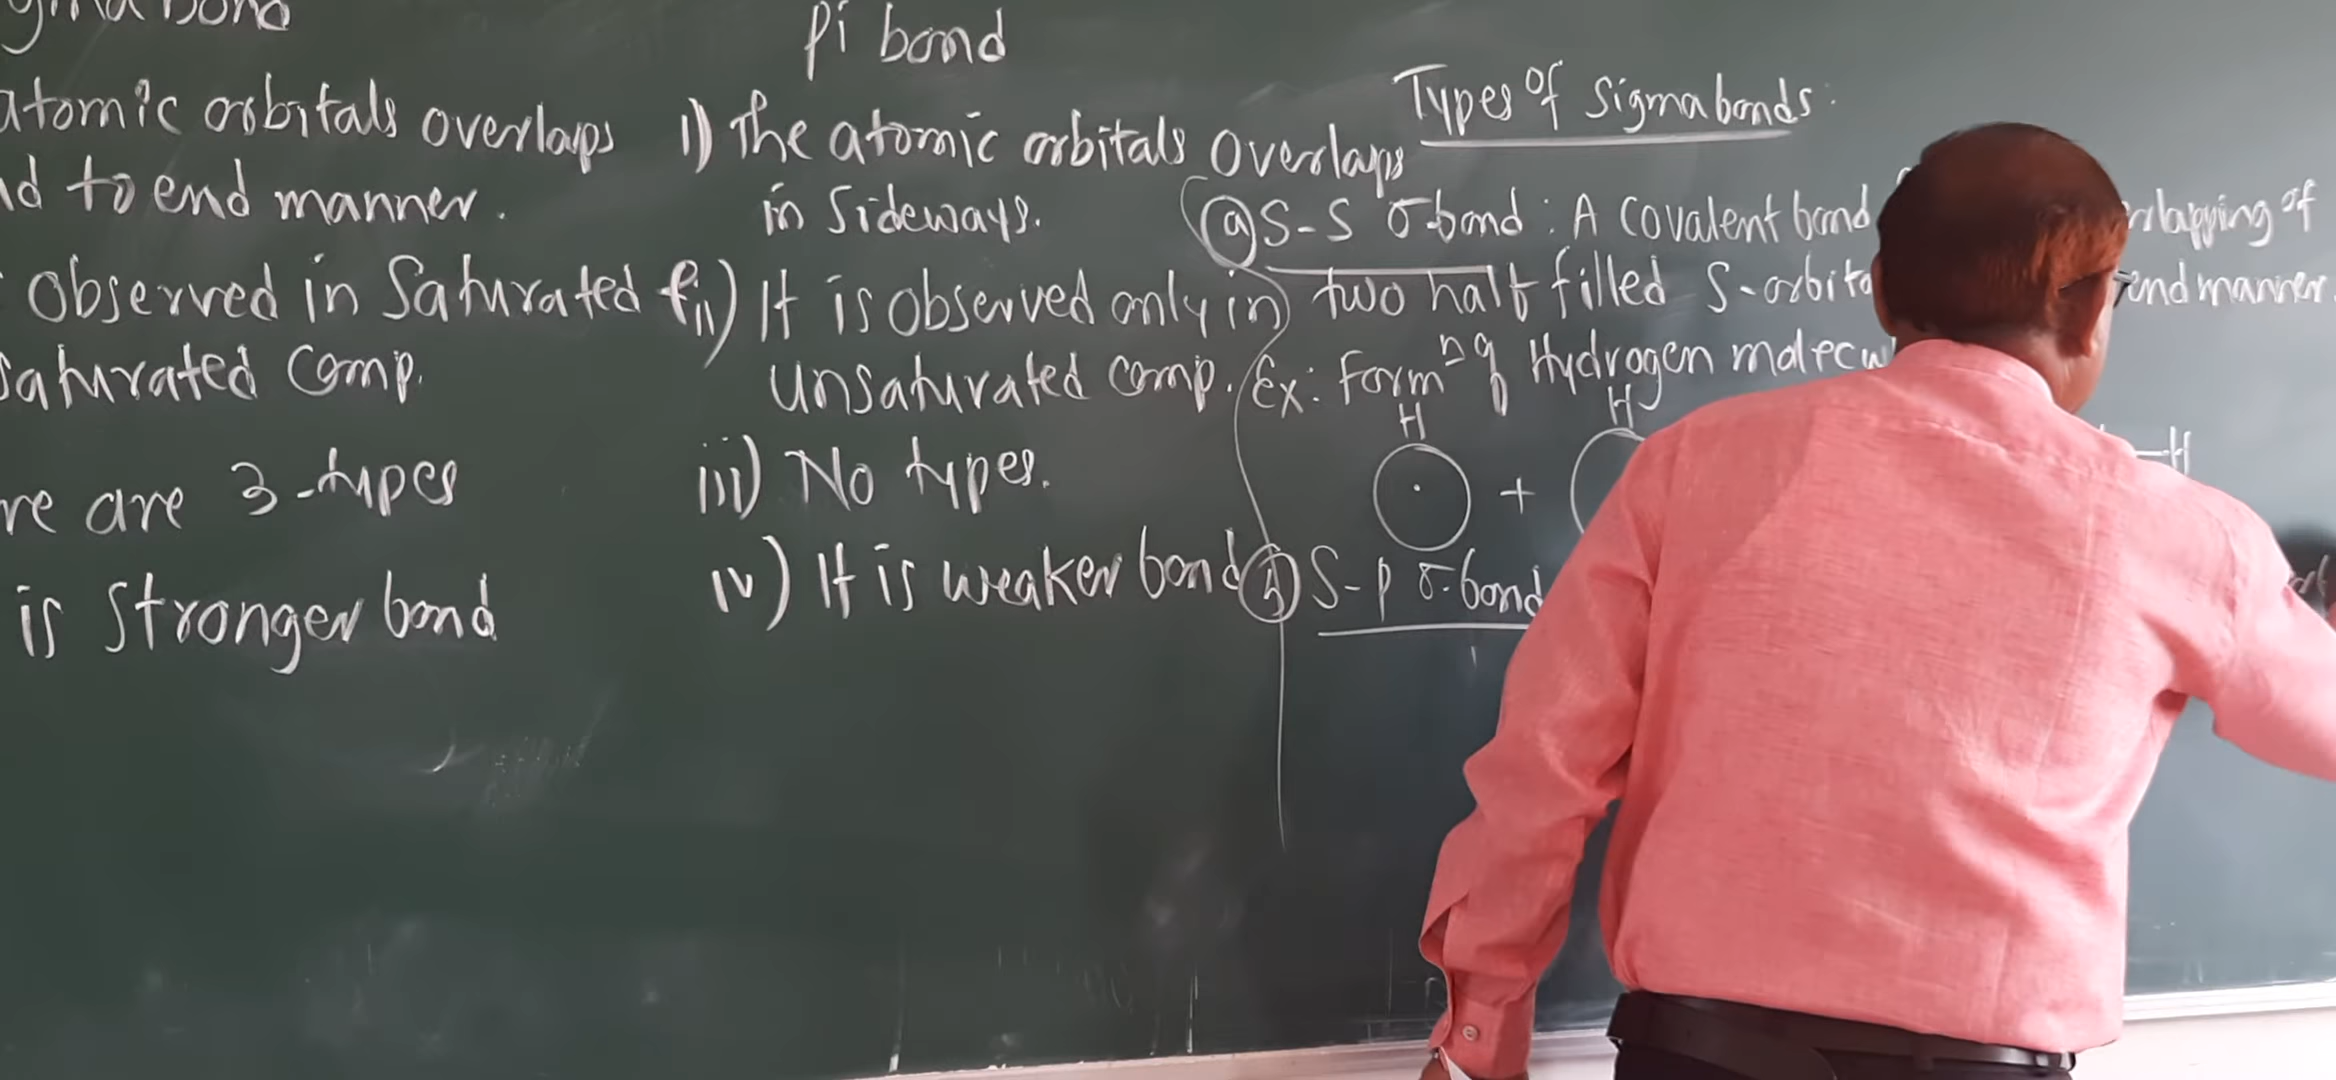 bond
atomic orbitals overlaps
to end manner.
observed in Saturated &
saturated comp.
are 3-types
is Stronger bond
Pi bond
i) The atomic orbitals overlaps
in Sideways.
ii) It is observed only in
unsaturated comp.
iii) No types.
iv) It is weaker bond
Types of Sigma bonds:
a) S-S σ-bond : A covalent bond
two half filled S-orbita end manner.
Ex: Formⁿ of Hydrogen molecu
H H
+
-H
b) S-p σ-bond